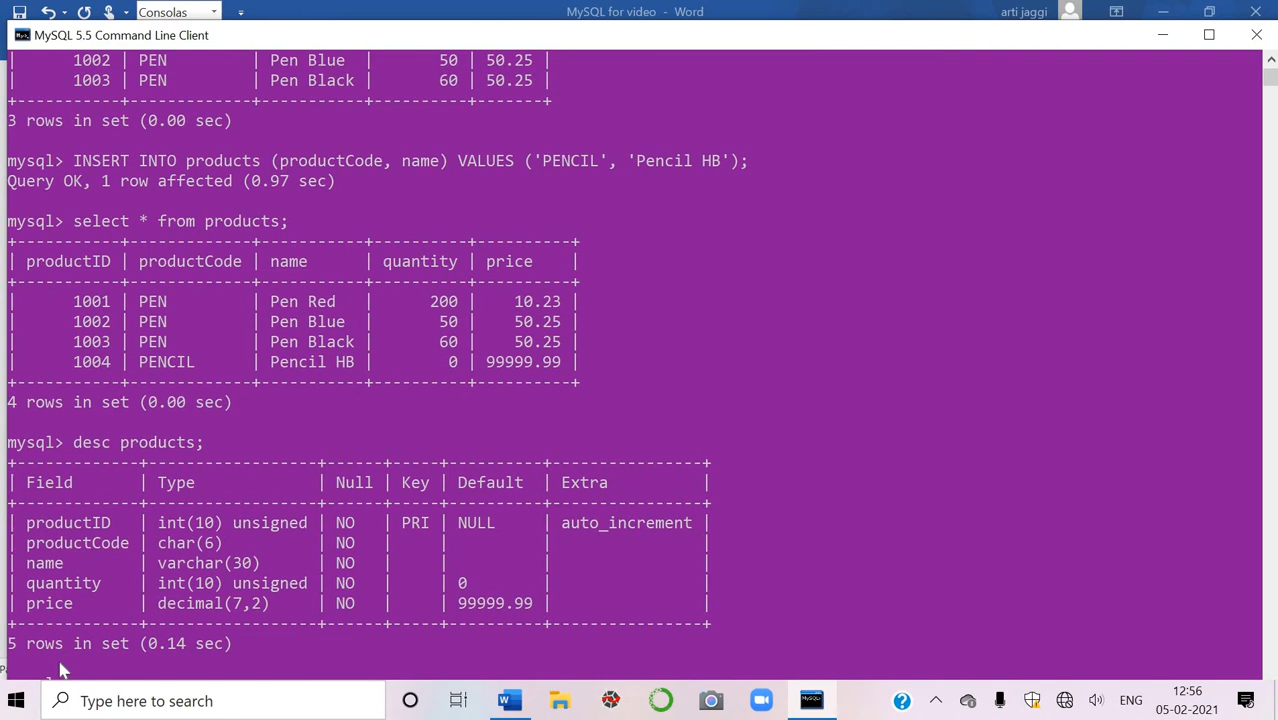 Consolas
MySQL for video - Word
arti jaggi
MySQL 5.5 Command Line Client
| 1002 | PEN | Pen Blue | 50 | 50.25 |
| 1003 | PEN | Pen Black | 60 | 50.25 |
+-----------+-------------+-----------+----------+-------+
3 rows in set (0.00 sec)
mysql> INSERT INTO products (productCode, name) VALUES ('PENCIL', 'Pencil HB');
Query OK, 1 row affected (0.97 sec)
mysql> select * from products;
+-----------+-------------+-----------+----------+----------+
| productID | productCode | name | quantity | price |
+-----------+-------------+-----------+----------+----------+
| 1001 | PEN | Pen Red | 200 | 10.23 |
| 1002 | PEN | Pen Blue | 50 | 50.25 |
| 1003 | PEN | Pen Black | 60 | 50.25 |
| 1004 | PENCIL | Pencil HB | 0 | 99999.99 |
+-----------+-------------+-----------+----------+----------+
4 rows in set (0.00 sec)
mysql> desc products;
+-------------+------------------+------+-----+----------+----------------+
| Field | Type | Null | Key | Default | Extra |
+-------------+------------------+------+-----+----------+----------------+
| productID | int(10) unsigned | NO | PRI | NULL | auto_increment |
| productCode | char(6) | NO | | | |
| name | varchar(30) | NO | | | |
| quantity | int(10) unsigned | NO | | 0 | |
| price | decimal(7,2) | NO | | 99999.99 | |
+-------------+------------------+------+-----+----------+----------------+
5 rows in set (0.14 sec)
Type here to search
ENG
12:56
05-02-2021